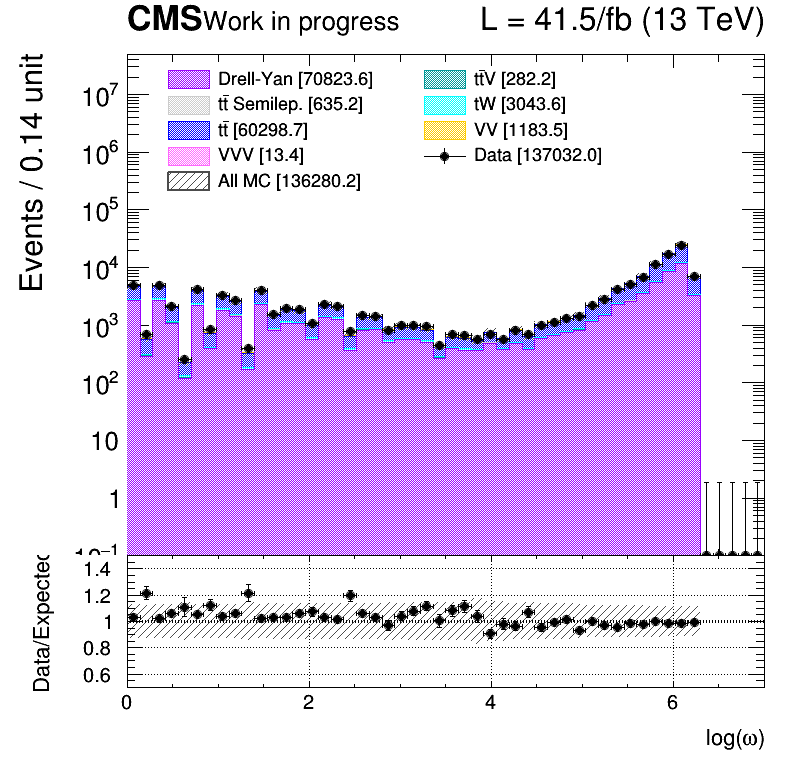 CMS Work in progress L = 41.5/fb (13 TeV)
Events / 0.14 unit
Drell-Yan [70823.6]
tt̄ Semilep. [635.2]
tt̄ [60298.7]
VVV [13.4]
All MC [136280.2]
tt̄V [282.2]
tW [3043.6]
VV [1183.5]
Data [137032.0]
10⁷
10⁶
10⁵
10⁴
10³
10²
10
1
10⁻¹
Data/Expected
1.4
1.2
1
0.8
0.6
0 2 4 6
log(ω)